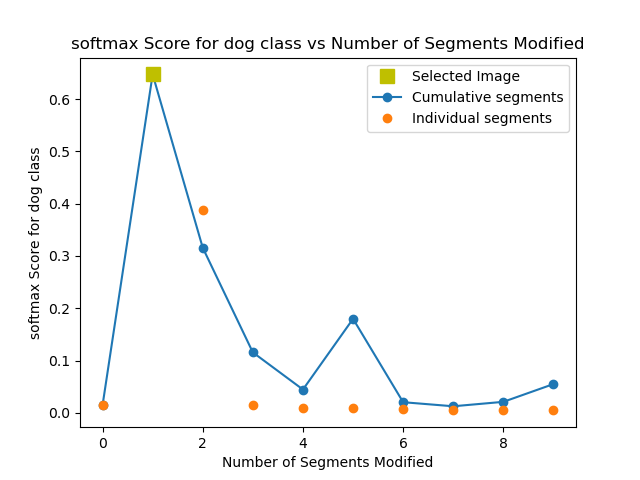 softmax Score for dog class vs Number of Segments Modified
Selected Image
Cumulative segments
Individual segments
softmax Score for dog class
0.6
0.5
0.4
0.3
0.2
0.1
0.0
0 2 4 6 8
Number of Segments Modified